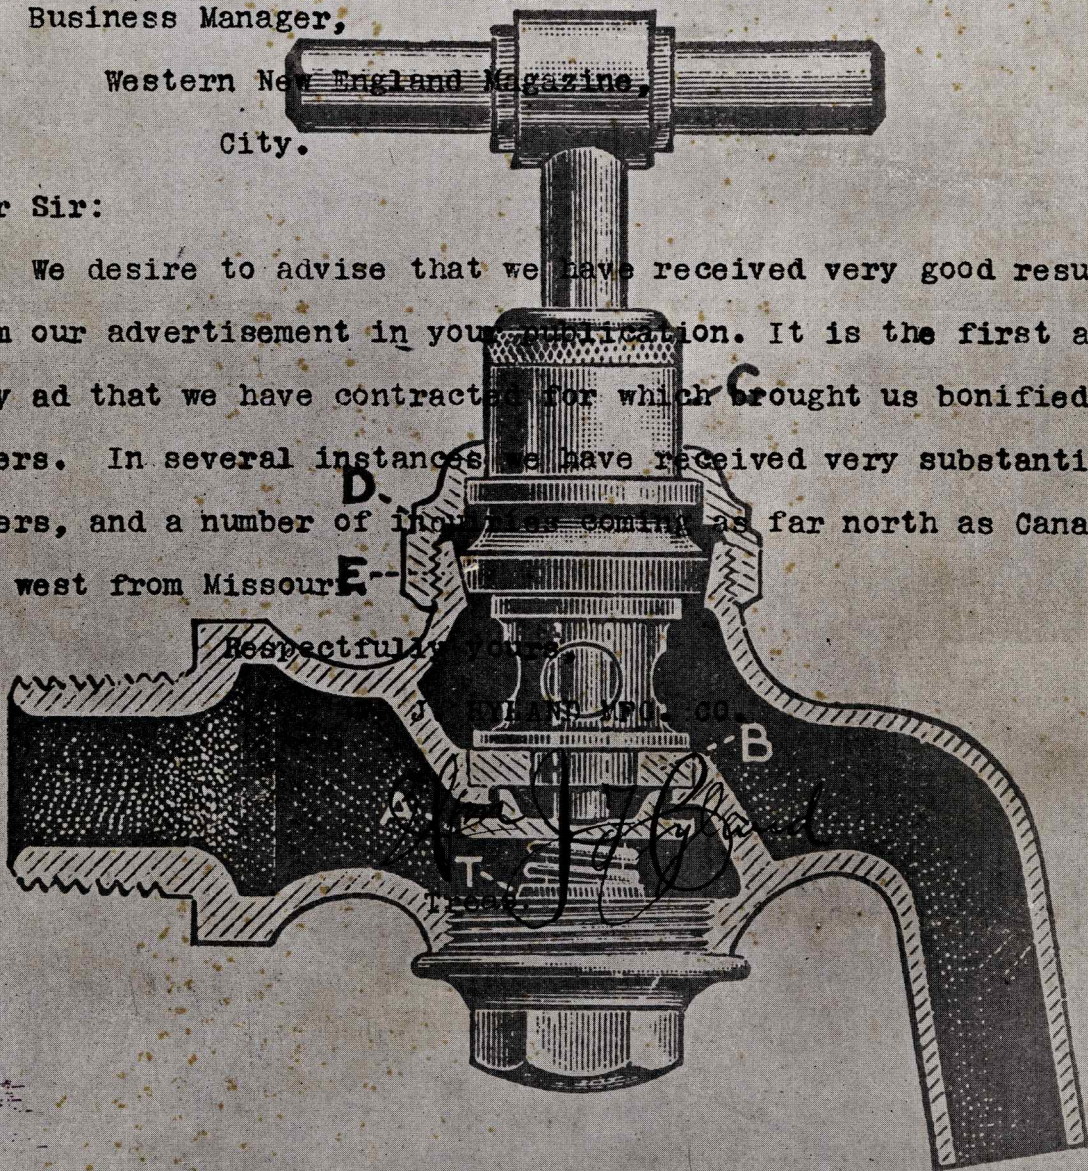 Business Manager,
Western New England Magazine,
City.
r Sir:
We desire to advise that we have received very good resu
m our advertisement in your publication. It is the first a
y ad that we have contracted for which brought us bonified
C
ers. In several instances we have received very substanti
D.
ers, and a number of inquiries coming as far north as Cana
west from Missouri.
E
Respectfully yours,
J. HYLAND MFG. CO.
B
A
J Hyland
T
Treas.